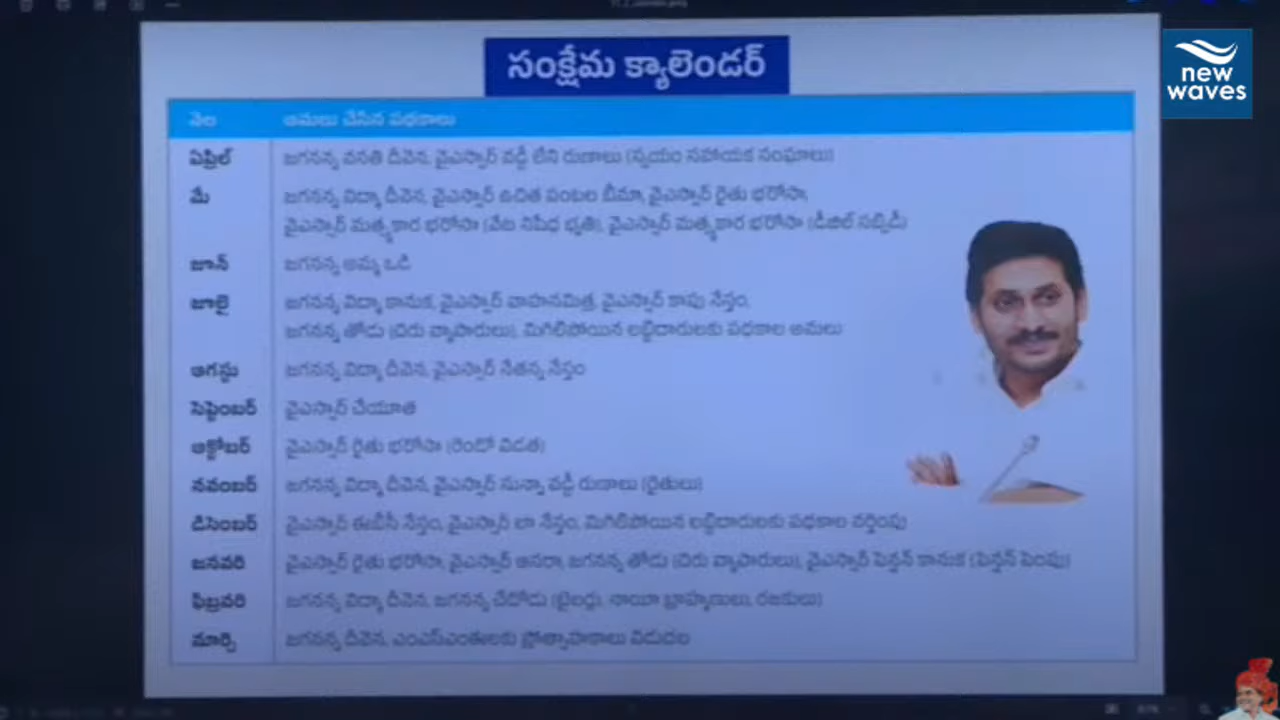 new
waves
సంక్షేమ క్యాలెండర్
నెల అమలు చేసిన పథకాలు
ఏప్రిల్ జగనన్న వసతి దీవెన, వైఎస్సార్ వడ్డీ లేని రుణాలు (స్వయం సహాయక సంఘాలు)
మే జగనన్న విద్యా దీవెన, వైఎస్సార్ ఉచిత పంటల బీమా, వైఎస్సార్ రైతు భరోసా,
వైఎస్సార్ మత్స్యకార భరోసా (వేట నిషేధ భృతి), వైఎస్సార్ మత్స్యకార భరోసా (డీజిల్ సబ్సిడీ)
జూన్ జగనన్న అమ్మ ఒడి
జూలై జగనన్న విద్యా కానుక, వైఎస్సార్ వాహనమిత్ర, వైఎస్సార్ కాపు నేస్తం,
జగనన్న తోడు (చిరు వ్యాపారులు), మిగిలిపోయిన లబ్ధిదారులకు పథకాల అమలు
ఆగస్టు జగనన్న విద్యా దీవెన, వైఎస్సార్ నేతన్న నేస్తం
సెప్టెంబర్ వైఎస్సార్ చేయూత
అక్టోబర్ వైఎస్సార్ రైతు భరోసా (రెండో విడత)
నవంబర్ జగనన్న విద్యా దీవెన, వైఎస్సార్ సున్నా వడ్డీ రుణాలు (రైతులు)
డిసెంబర్ వైఎస్సార్ ఈబీసీ నేస్తం, వైఎస్సార్ లా నేస్తం, మిగిలిపోయిన లబ్ధిదారులకు పథకాల వర్తింపు
జనవరి వైఎస్సార్ రైతు భరోసా, వైఎస్సార్ ఆసరా, జగనన్న తోడు (చిరు వ్యాపారులు), వైఎస్సార్ పెన్షన్ కానుక (పెన్షన్ పెంపు)
ఫిబ్రవరి జగనన్న విద్యా దీవెన, జగనన్న చేదోడు (టైలర్లు, నాయీ బ్రాహ్మణులు, రజకులు)
మార్చి జగనన్న దీవెన, ఎంఎస్ఎంఈలకు ప్రోత్సాహకాలు విడుదల